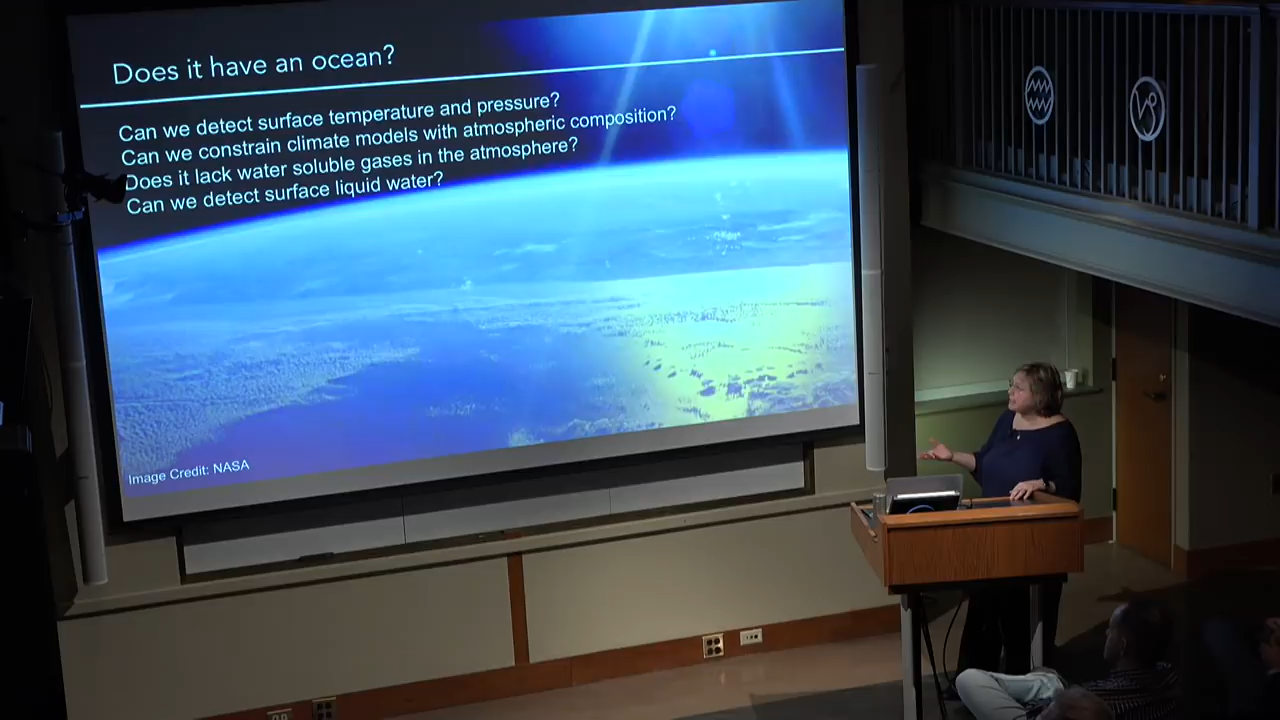 Does it have an ocean?
Can we detect surface temperature and pressure?
Can we constrain climate models with atmospheric composition?
Does it lack water soluble gases in the atmosphere?
Can we detect surface liquid water?
Image Credit: NASA